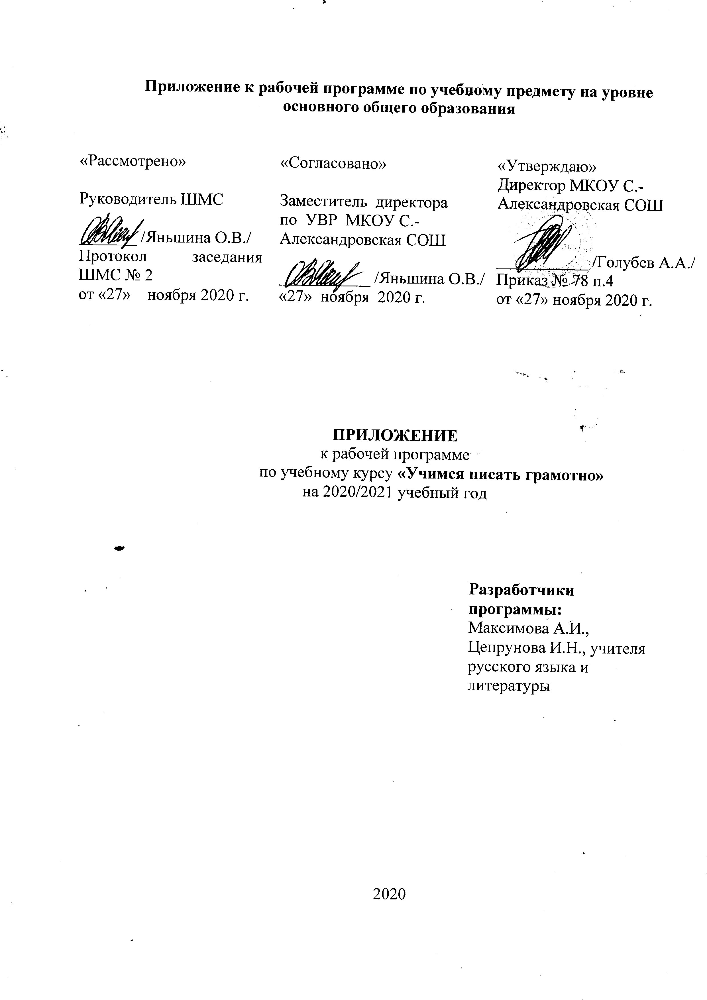 Приложение к рабочей программе по учебному предмету на уровне
основного общего образования
«Рассмотрено»
Руководитель ШМС
/Яньшина О.В./
Протокол заседания
ШМС № 2
от «27» ноября 2020 г.
«Согласовано»
Заместитель директора
по УВР МКОУ С.-
Александровская СОШ
/Яньшина О.В./
«27» ноября 2020 г.
«Утверждаю»
Директор МКОУ С.-
Александровская СОШ
/Голубев А.А./
Приказ № 78 п.4
от «27» ноября 2020 г.
ПРИЛОЖЕНИЕ
к рабочей программе
по учебному курсу «Учимся писать грамотно»
на 2020/2021 учебный год
Разработчики
программы:
Максимова А.И.,
Цепрунова И.Н., учителя
русского языка и
литературы
2020